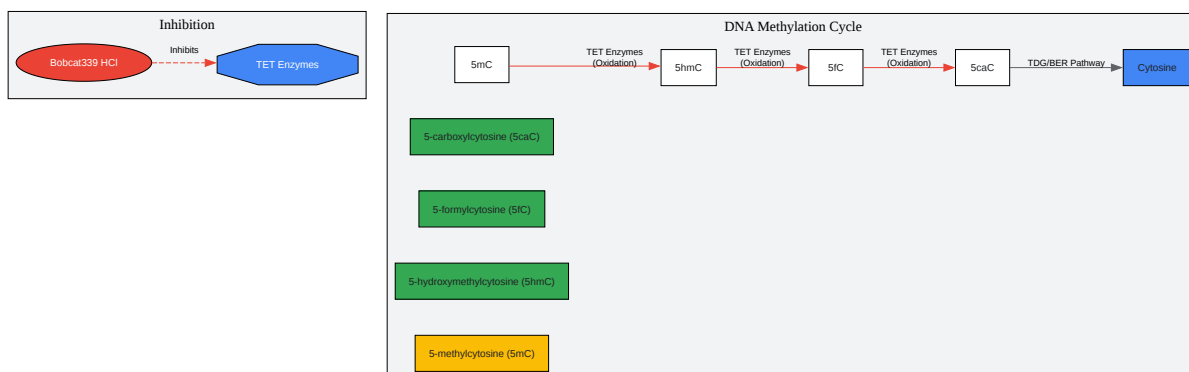 Inhibition
Bobcat339 HCl
Inhibits
TET Enzymes
DNA Methylation Cycle
5mC
TET Enzymes
(Oxidation)
5hmC
TET Enzymes
(Oxidation)
5fC
TET Enzymes
(Oxidation)
5caC
TDG/BER Pathway
Cytosine
5-carboxylcytosine (5caC)
5-formylcytosine (5fC)
5-hydroxymethylcytosine (5hmC)
5-methylcytosine (5mC)